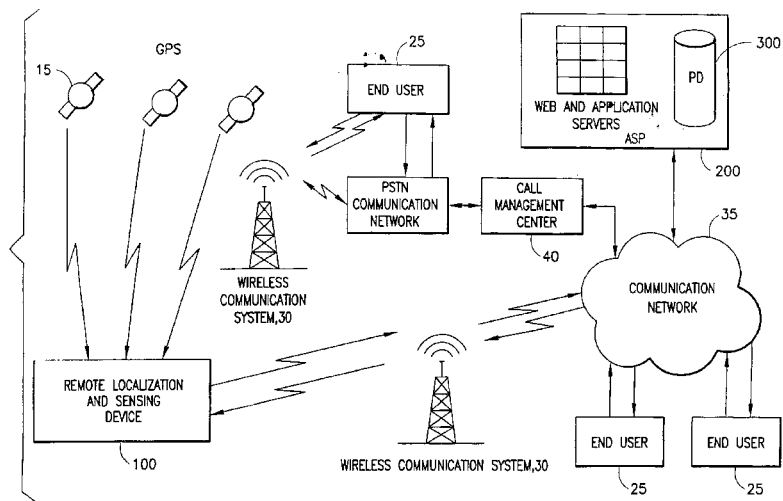 GPS
15
25
END USER
300
PD
WEB AND APPLICATION
SERVERS
ASP
200
PSTN
COMMUNICATION
NETWORK
CALL
MANAGEMENT
CENTER
40
35
WIRELESS
COMMUNICATION
SYSTEM,30
COMMUNICATION
NETWORK
REMOTE LOCALIZATION
AND SENSING
DEVICE
100
WIRELESS COMMUNICATION SYSTEM,30
END USER
25
END USER
25